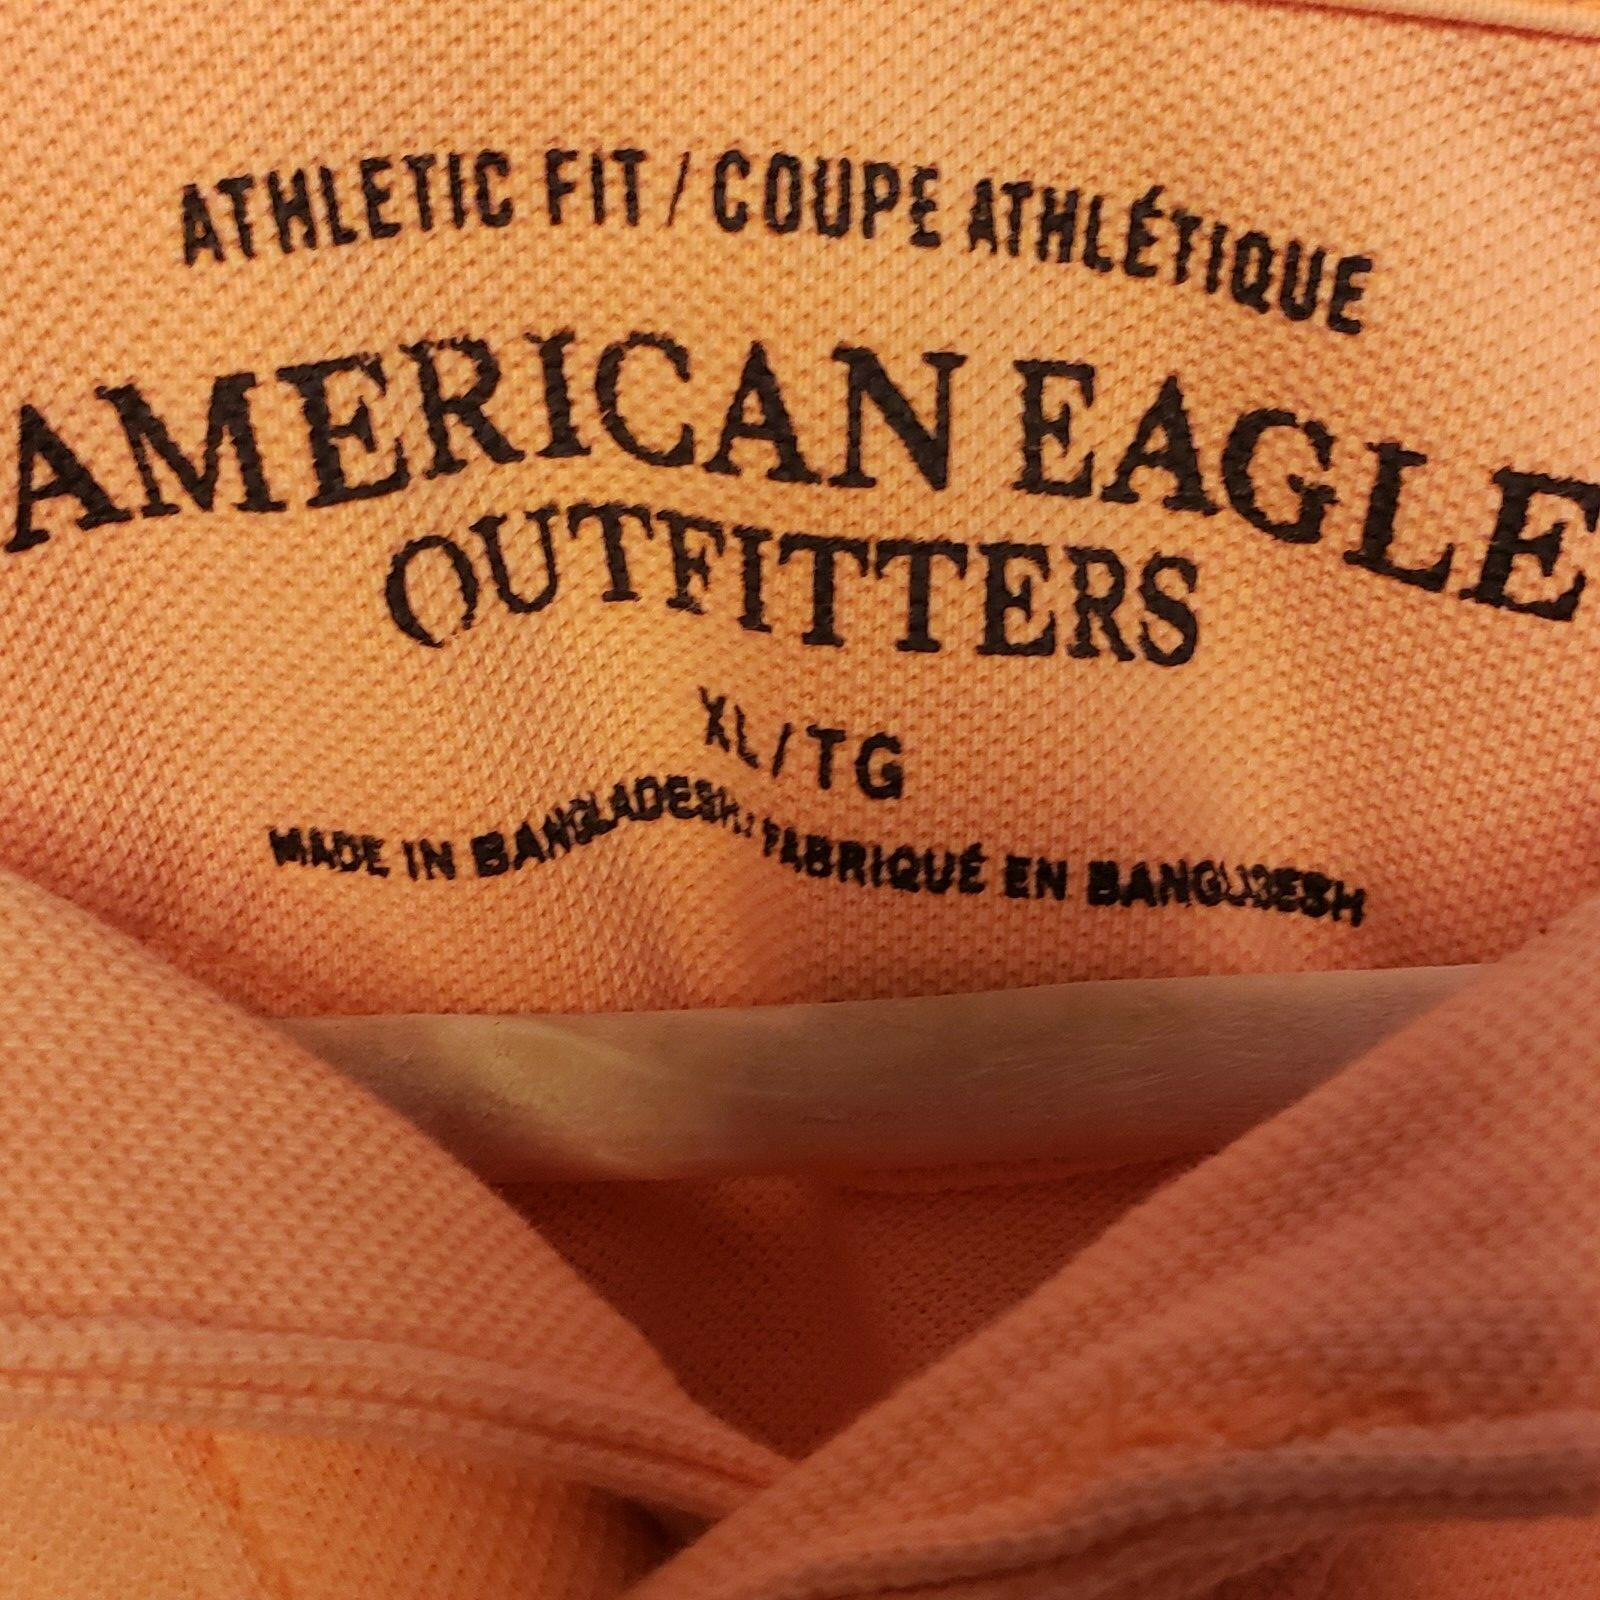 ATHLETIC FIT / COUPE ATHLÉTIQUE
AMERICAN EAGLE
OUTFITTERS
XL/TG
MADE IN BANGLADESH / FABRIQUÉ EN BANGLADESH